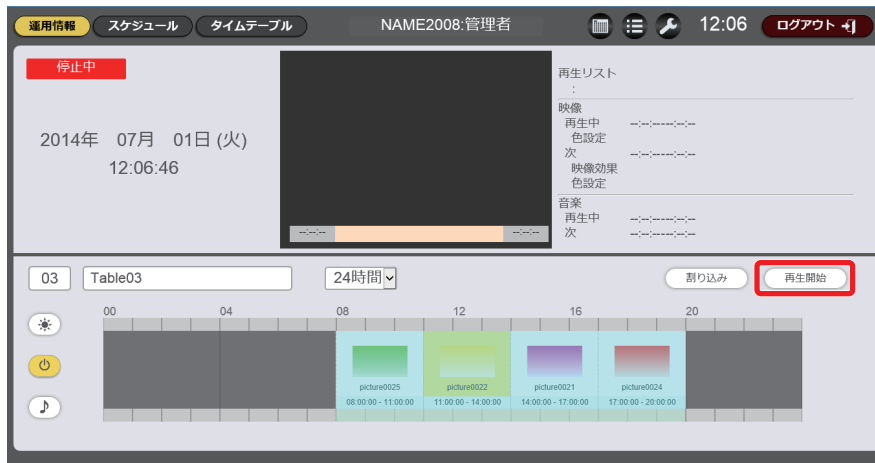 運用情報 スケジュール タイムテーブル NAME2008:管理者 12:06 ログアウト
停止中
2014年 07月 01日 (火)
12:06:46
--:--:-- --:--:--
再生リスト
:
映像
再生中 --:--:-----:--:--
色設定
次 --:--:-----:--:--
映像効果
色設定
音楽
再生中 --:--:-----:--:--
次 --:--:-----:--:--
03 Table03 24時間 割り込み 再生開始
00 04 08 12 16 20
picture0025 picture0022 picture0021 picture0024
08:00:00 - 11:00:00 11:00:00 - 14:00:00 14:00:00 - 17:00:00 17:00:00 - 20:00:00